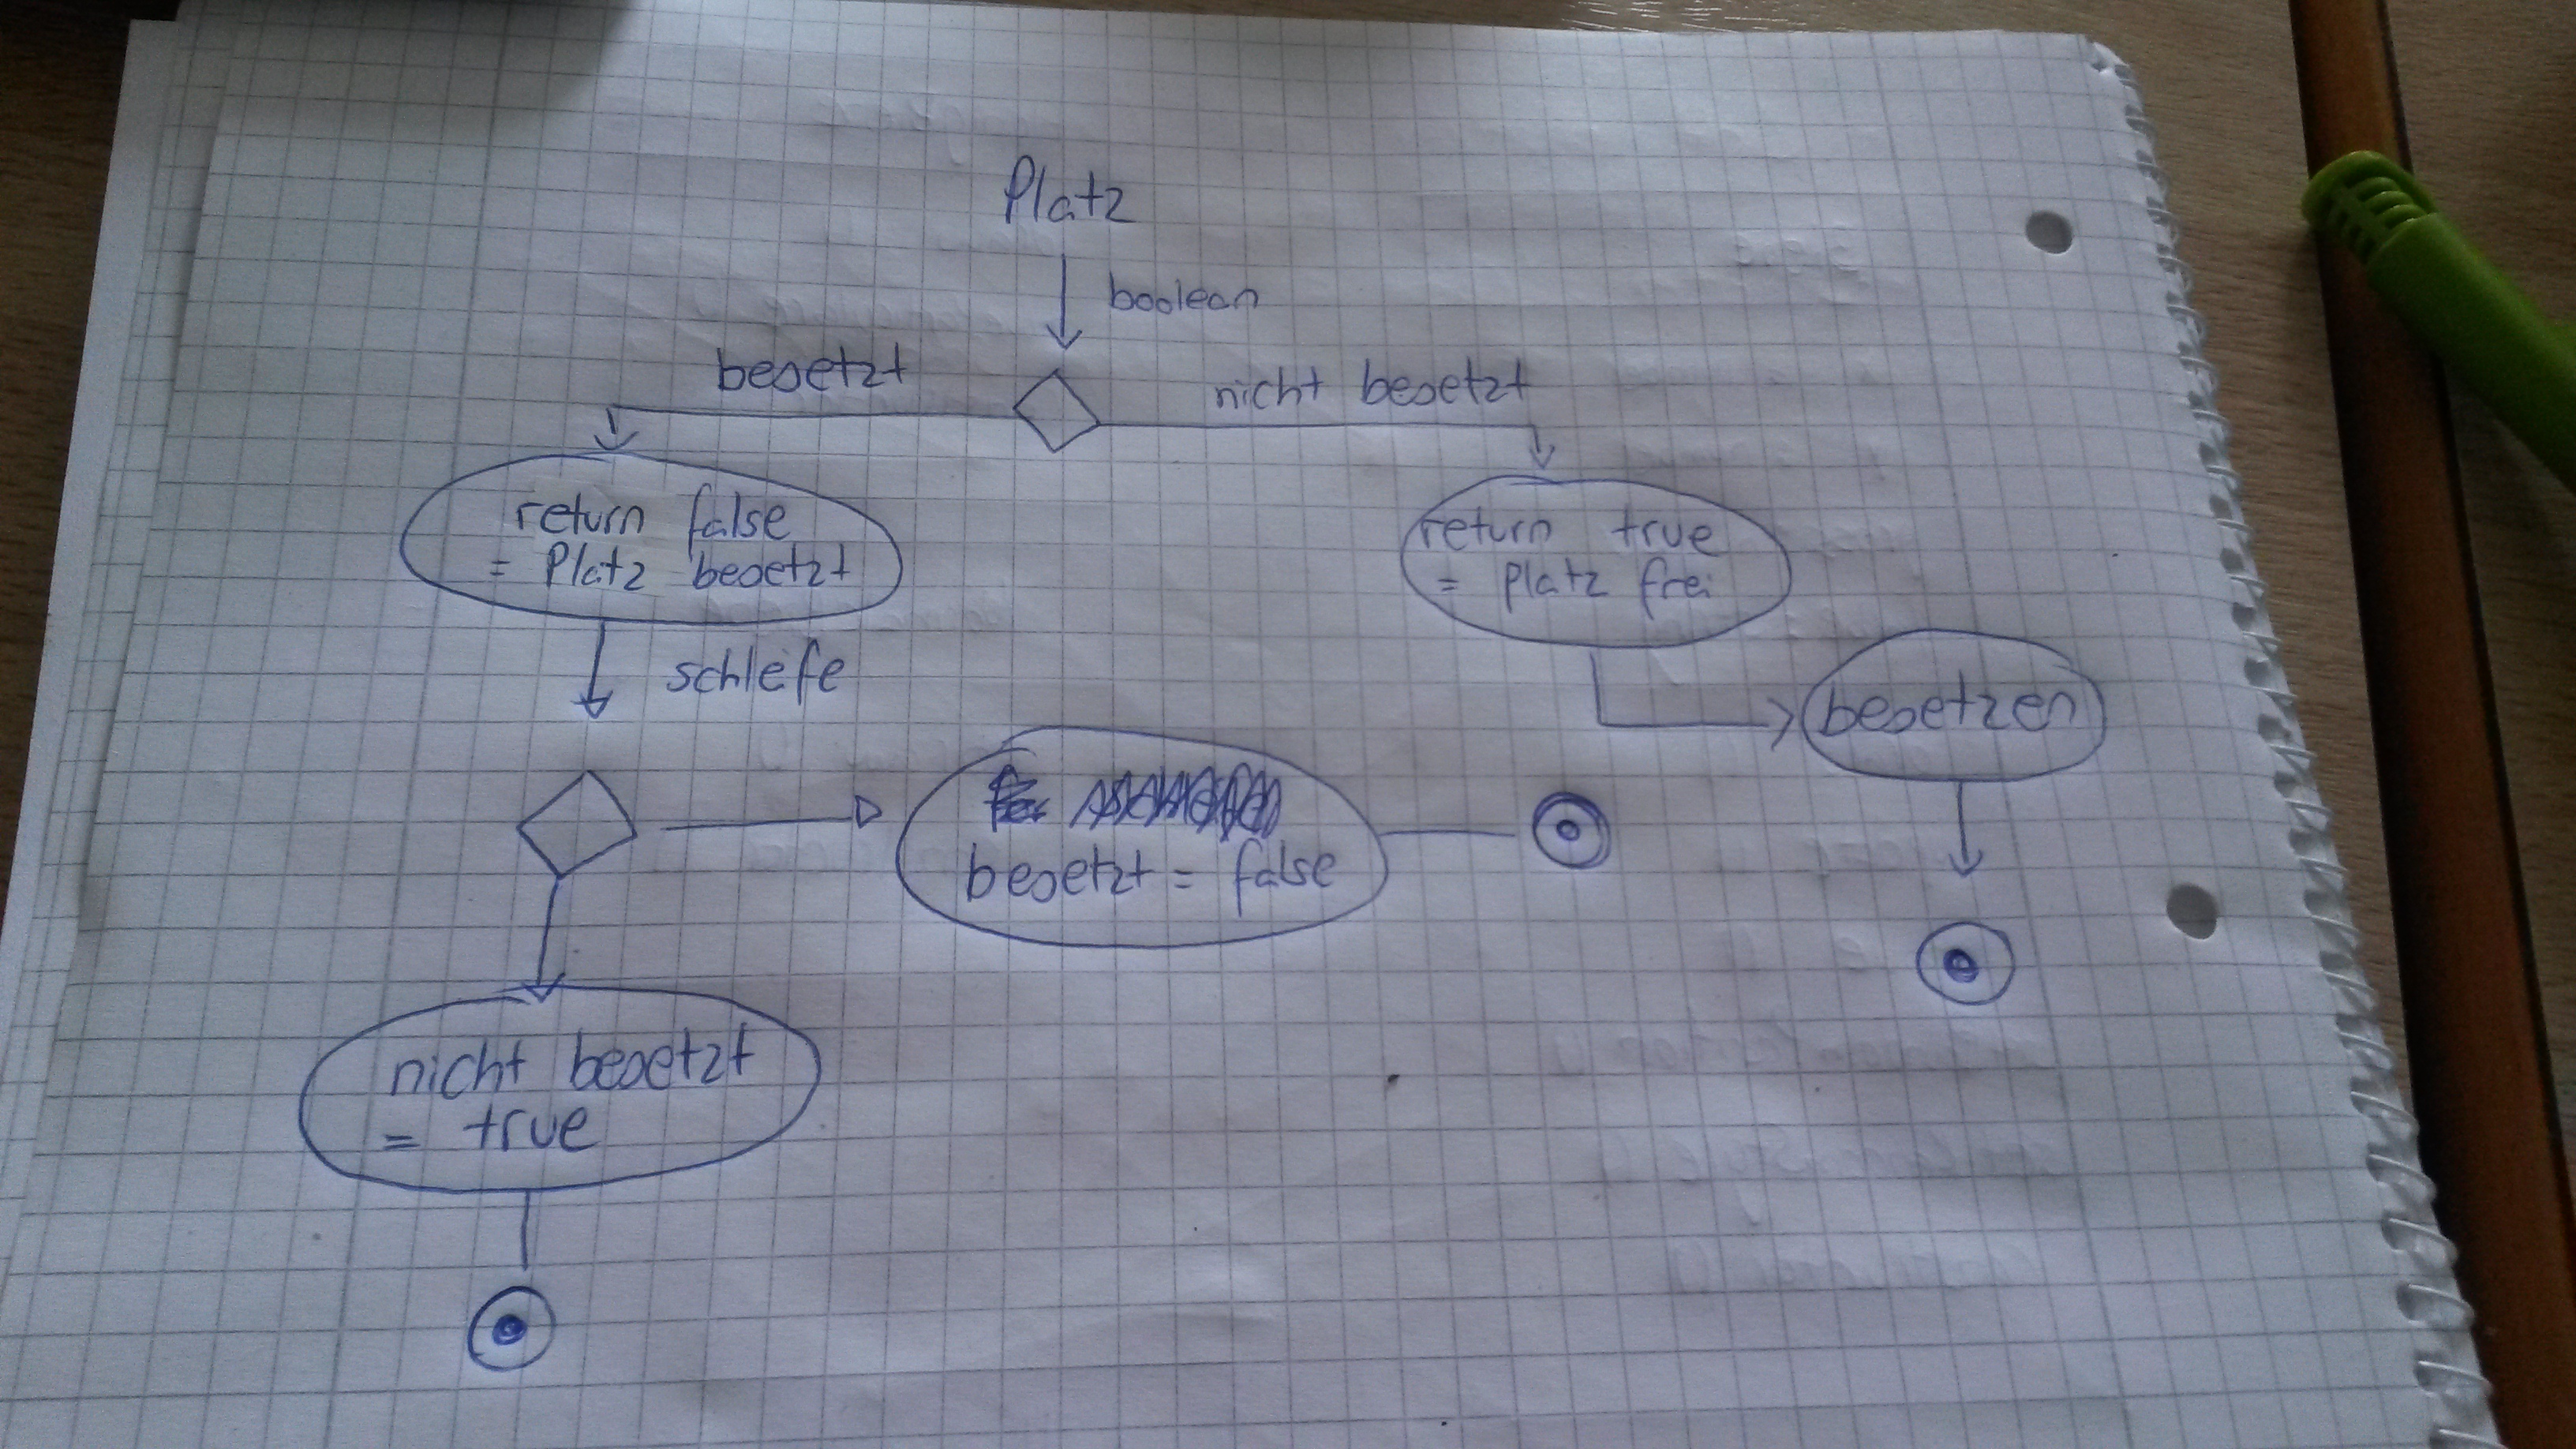 Platz
boolean
besetzt
nicht besetzt
return false
= Platz besetzt
return true
= Platz frei
schleife
besetzen
besetzt = false
nicht besetzt
= true